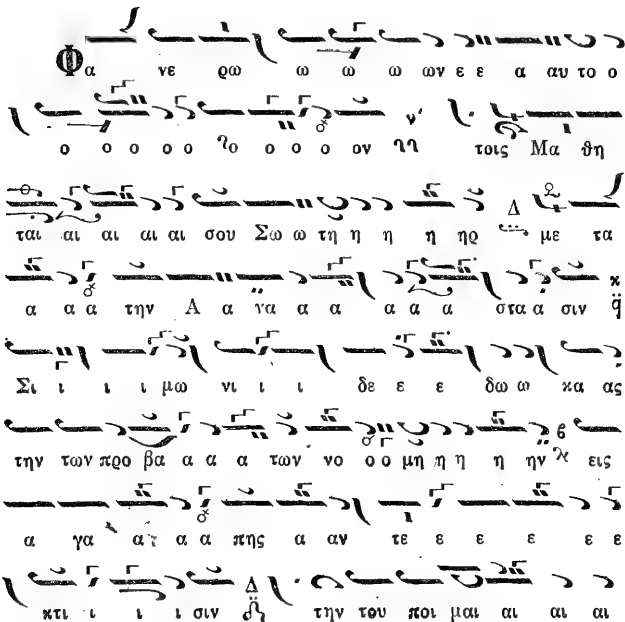 Φα νε ρω ω ω ω ων ε ε α αυ το ο
ο ο ο ο ο ο ο ο ο ον τοις Μα θη
ται αι αι αι αι σου Σω ω τη η η η ηρ Δ με τα
α α α την Α α να α α α α α στα α σιν
Σι ι ι ι μω νι ι ι δε ε ε δω ω κα ας
την των προ βα α α α των νο ο ο μη η η η ην εις
α γα α α α πης α αν τε ε ε ε ε ε
κτι ι ι ι σιν Δ την του ποι μαι αι αι αι